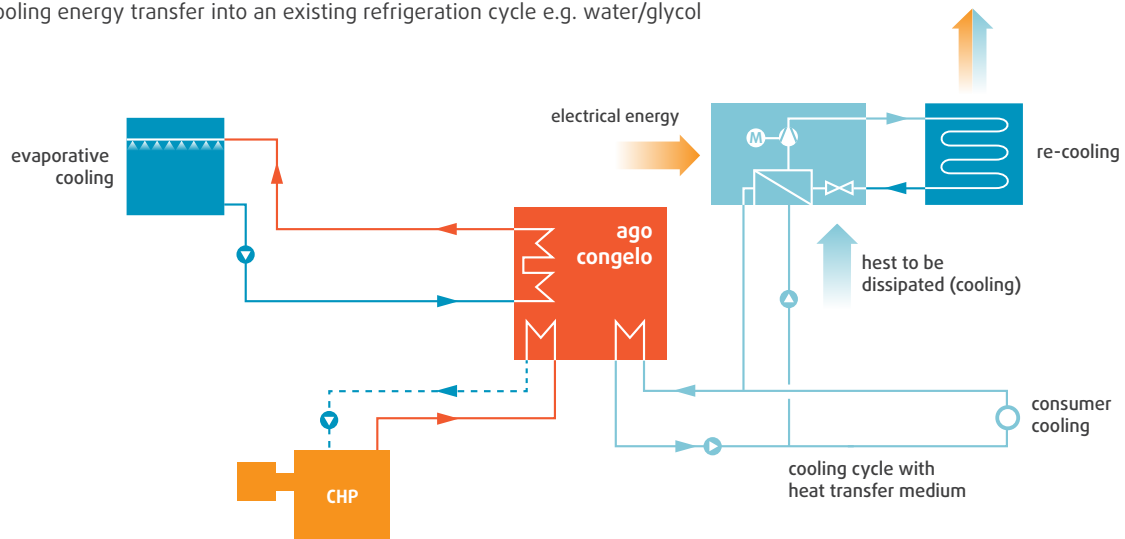 ooling energy transfer into an existing refrigeration cycle e.g. water/glycol
electrical energy
evaporative
cooling
M
re-cooling
ago
congelo
hest to be
dissipated (cooling)
consumer
cooling
cooling cycle with
heat transfer medium
CHP